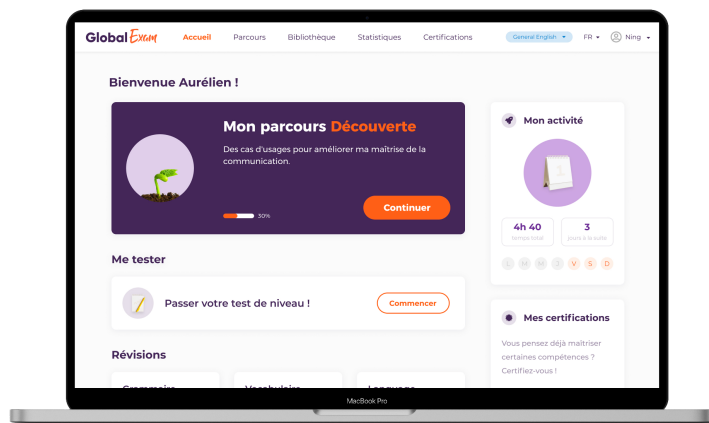 Global Exam
Accueil
Parcours
Bibliothèque
Statistiques
Certifications
General English
FR
Ning
Bienvenue Aurélien !
Mon parcours Découverte
Des cas d'usages pour améliorer ma maîtrise de la
communication.
30%
Continuer
Mon activité
4h 40
Temps total
3
jours à la suite
L M M J V S D
Me tester
Passer votre test de niveau !
Commencer
Mes certifications
Vous pensez déjà maîtriser
certaines compétences ?
Certifiez-vous !
Révisions
Grammaire
Vocabulaire
Language
MacBook Pro